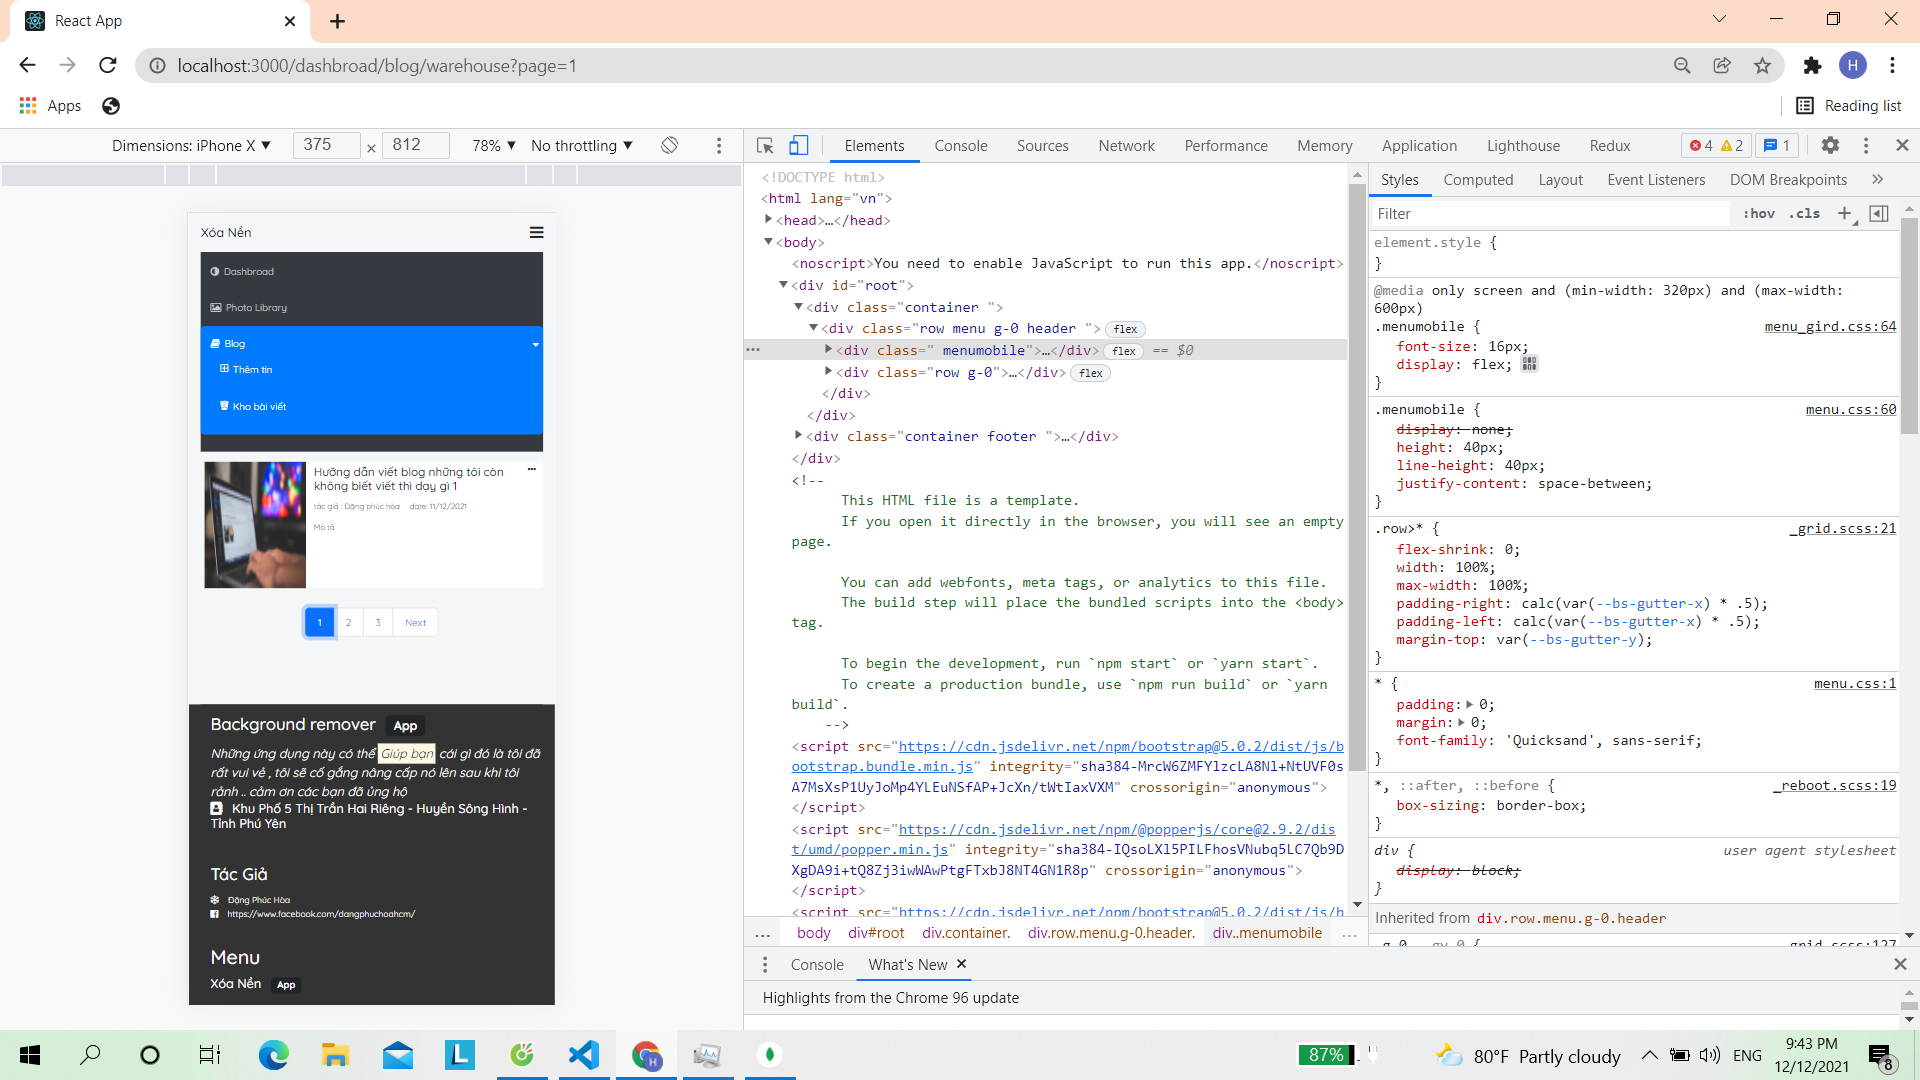 React App
localhost:3000/dashbroad/blog/warehouse?page=1
H
Apps
Reading list
Dimensions: iPhone X ▼ 375 × 812 78% ▼ No throttling ▼
Xóa Nền
Dashbroad
Photo Library
Blog
Thêm tin
Kho bài viết
Hướng dẫn viết blog những tôi còn
không biết viết thì dạy gì 1
tác giả : Đặng phúc hòa date: 11/12/2021
Mô tả
1 2 3 Next
Background remover App
Những ứng dụng này có thể Giúp bạn cái gì đó là tôi đã
rất vui vẻ , tôi sẽ cố gắng nâng cấp nó lên sau khi tôi
rảnh .. cảm ơn các bạn đã ủng hộ
Khu Phố 5 Thị Trấn Hai Riêng - Huyền Sông Hình -
Tỉnh Phú Yên
Tác Giả
Đặng Phúc Hòa
https://www.facebook.com/dangphuchoahcm/
Menu
Xóa Nền App
Elements Console Sources Network Performance Memory Application Lighthouse Redux 4 2 1
<!DOCTYPE html>
<html lang="vn">
<head>…</head>
<body>
<noscript>You need to enable JavaScript to run this app.</noscript>
<div id="root">
<div class="container ">
<div class="row menu g-0 header "> flex
<div class=" menumobile">…</div> flex == $0
<div class="row g-0">…</div> flex
</div>
</div>
<div class="container footer ">…</div>
</div>
<!--
This HTML file is a template.
If you open it directly in the browser, you will see an empty
page.
You can add webfonts, meta tags, or analytics to this file.
The build step will place the bundled scripts into the <body>
tag.
To begin the development, run `npm start` or `yarn start`.
To create a production bundle, use `npm run build` or `yarn
build`.
-->
<script src="https://cdn.jsdelivr.net/npm/bootstrap@5.0.2/dist/js/b
ootstrap.bundle.min.js" integrity="sha384-MrcW6ZMFYlzcLA8Nl+NtUVF0s
A7MsXsP1UyJoMp4YLEuNSfAP+JcXn/tWtIaxVXM" crossorigin="anonymous">
</script>
<script src="https://cdn.jsdelivr.net/npm/@popperjs/core@2.9.2/dis
t/umd/popper.min.js" integrity="sha384-IQsoLXl5PILFhosVNubq5LC7Qb9D
XgDA9i+tQ8Zj3iwWAwPtgFTxbJ8NT4GN1R8p" crossorigin="anonymous">
</script>
<script src="https://cdn.jsdelivr.net/npm/bootstrap@5.0.2/dist/js/b
... body div#root div.container. div.row.menu.g-0.header. div..menumobile ...
Styles Computed Layout Event Listeners DOM Breakpoints »
Filter :hov .cls
element.style {
}
@media only screen and (min-width: 320px) and (max-width:
600px)
.menumobile { menu_gird.css:64
font-size: 16px;
display: flex;
}
.menumobile { menu.css:60
display: none;
height: 40px;
line-height: 40px;
justify-content: space-between;
}
.row>* { _grid.scss:21
flex-shrink: 0;
width: 100%;
max-width: 100%;
padding-right: calc(var(--bs-gutter-x) * .5);
padding-left: calc(var(--bs-gutter-x) * .5);
margin-top: var(--bs-gutter-y);
}
* { menu.css:1
padding: 0;
margin: 0;
font-family: 'Quicksand', sans-serif;
}
*, ::after, ::before { _reboot.scss:19
box-sizing: border-box;
}
div { user agent stylesheet
display: block;
}
Inherited from div.row.menu.g-0.header
Console What's New
Highlights from the Chrome 96 update
L
H
87%
80°F Partly cloudy
ENG
9:43 PM
12/12/2021
8